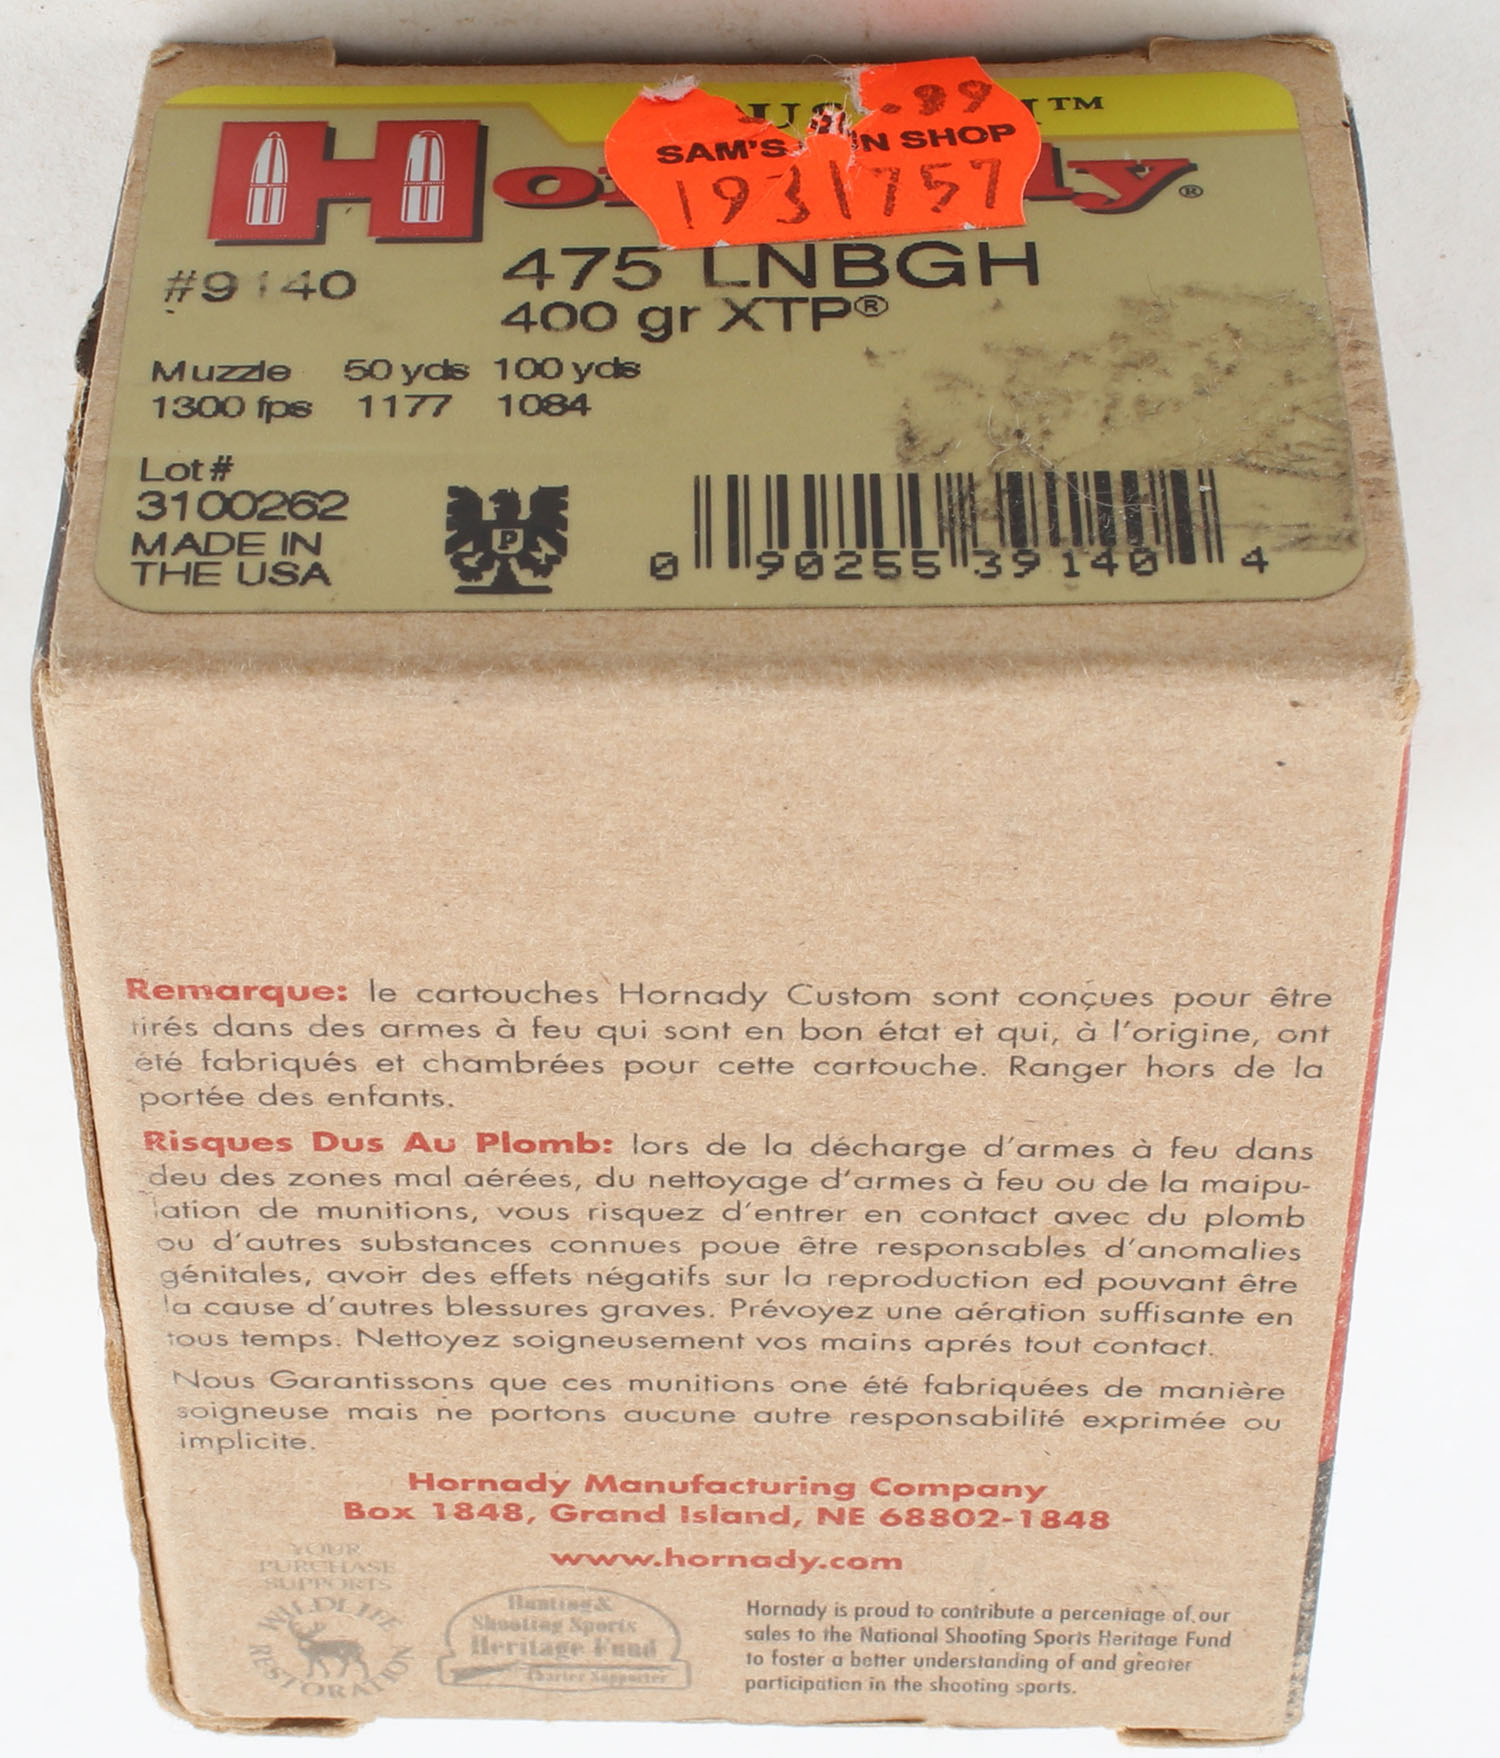 .99
SAM'S GUN SHOP
1931757
Hornady®
#9140
475 LNBGH
400 gr XTP®
Muzzle 50 yds 100 yds
1300 fps 1177 1084
Lot#
3100262
MADE IN
THE USA
P
0 90255 39140 4
Remarque: le cartouches Hornady Custom sont conçues pour être
tirés dans des armes à feu qui sont en bon état et qui, à l'origine, ont
été fabriqués et chambrées pour cette cartouche. Ranger hors de la
portée des enfants.
Risques Dus Au Plomb: lors de la décharge d'armes à feu dans
deu des zones mal aérées, du nettoyage d'armes à feu ou de la maipu-
lation de munitions, vous risquez d'entrer en contact avec du plomb
ou d'autres substances connues poue être responsables d'anomalies
génitales, avoir des effets négatifs sur la reproduction ed pouvant être
la cause d'autres blessures graves. Prévoyez une aération suffisante en
tous temps. Nettoyez soigneusement vos mains aprés tout contact.
Nous Garantissons que ces munitions one été fabriquées de manière
soigneuse mais ne portons aucune autre responsabilité exprimée ou
implicite.
Hornady Manufacturing Company
Box 1848, Grand Island, NE 68802-1848
www.hornady.com
YOUR
PURCHASE
SUPPORTS
WILDLIFE
RESTORATION
Hunting &
Shooting Sports
Heritage Fund
Charter Supporter
Hornady is proud to contribute a percentage of our
sales to the National Shooting Sports Heritage Fund
to foster a better understanding of and greater
participation in the shooting sports.